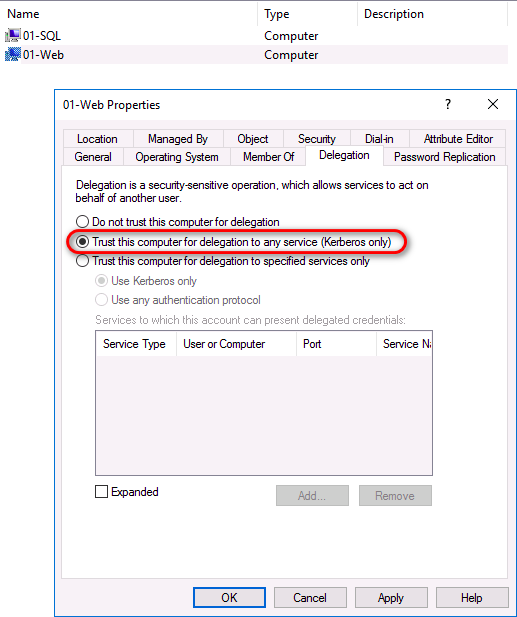 Name Type Description
01-SQL Computer
01-Web Computer
01-Web Properties ?
Location Managed By Object Security Dial-in Attribute Editor
General Operating System Member Of Delegation Password Replication
Delegation is a security-sensitive operation, which allows services to act on
behalf of another user.
Do not trust this computer for delegation
Trust this computer for delegation to any service (Kerberos only)
Trust this computer for delegation to specified services only
Use Kerberos only
Use any authentication protocol
Services to which this account can present delegated credentials:
Service Type User or Computer Port Service
Expanded Add... Remove
OK Cancel Apply Help